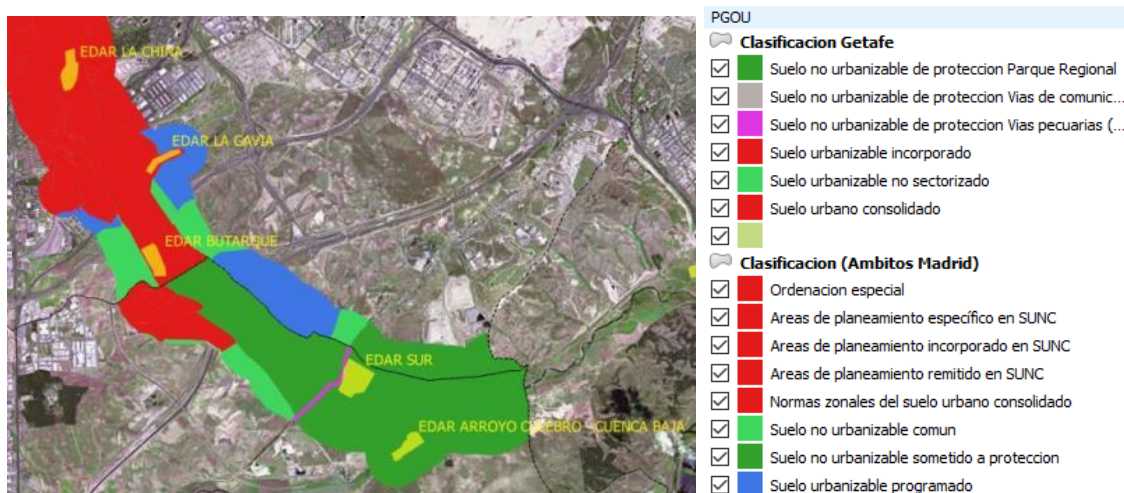 EDAR LA CHINA
EDAR LA GAVIA
EDAR BUTARQUE
EDAR SUR
EDAR ARROYO CULEBRO - CUENCA BAJA
PGOU
Clasificacion Getafe
Suelo no urbanizable de proteccion Parque Regional
Suelo no urbanizable de proteccion Vias de comunic...
Suelo no urbanizable de proteccion Vias pecuarias (...
Suelo urbanizable incorporado
Suelo urbanizable no sectorizado
Suelo urbano consolidado
Clasificacion (Ambitos Madrid)
Ordenacion especial
Areas de planeamiento específico en SUNC
Areas de planeamiento incorporado en SUNC
Areas de planeamiento remitido en SUNC
Normas zonales del suelo urbano consolidado
Suelo no urbanizable comun
Suelo no urbanizable sometido a proteccion
Suelo urbanizable programado